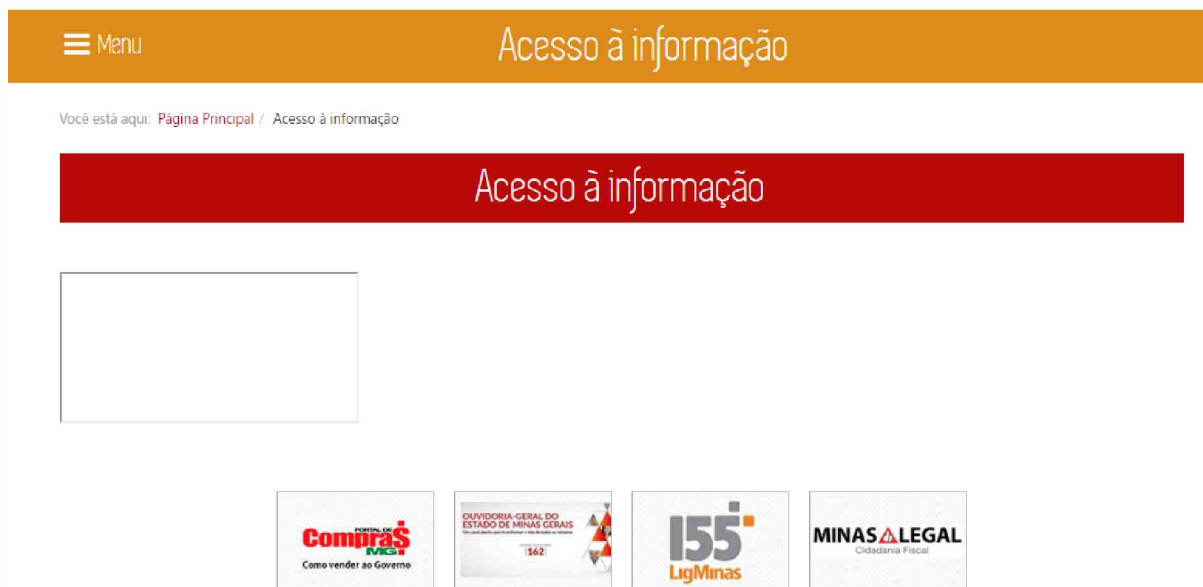 Menu
Acesso à informação
Você está aqui: Página Principal / Acesso à informação
Acesso à informação
PORTAL DE
Compras
MG
Como vender ao Governo
OUVIDORIA-GERAL DO
ESTADO DE MINAS GERAIS
162
155
LigMinas
MINAS LEGAL
Cidadania Fiscal